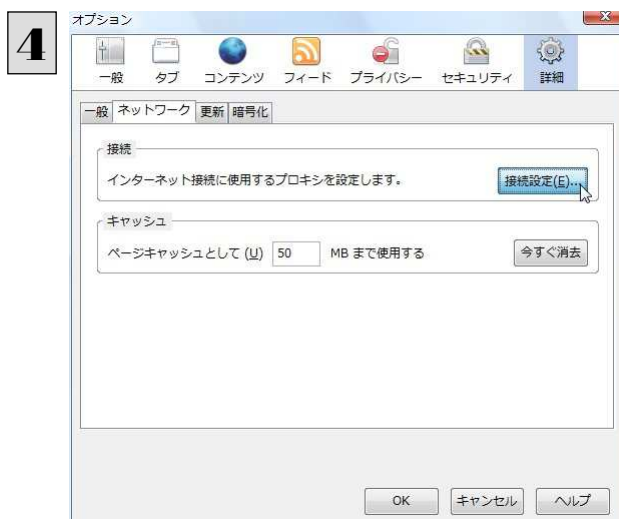 4
オプション
一般 タブ コンテンツ フィード プライバシー セキュリティ 詳細
一般 ネットワーク 更新 暗号化
接続
インターネット接続に使用するプロキシを設定します。 接続設定(E)...
キャッシュ
ページキャッシュとして (U) 50 MB まで使用する 今すぐ消去
OK キャンセル ヘルプ